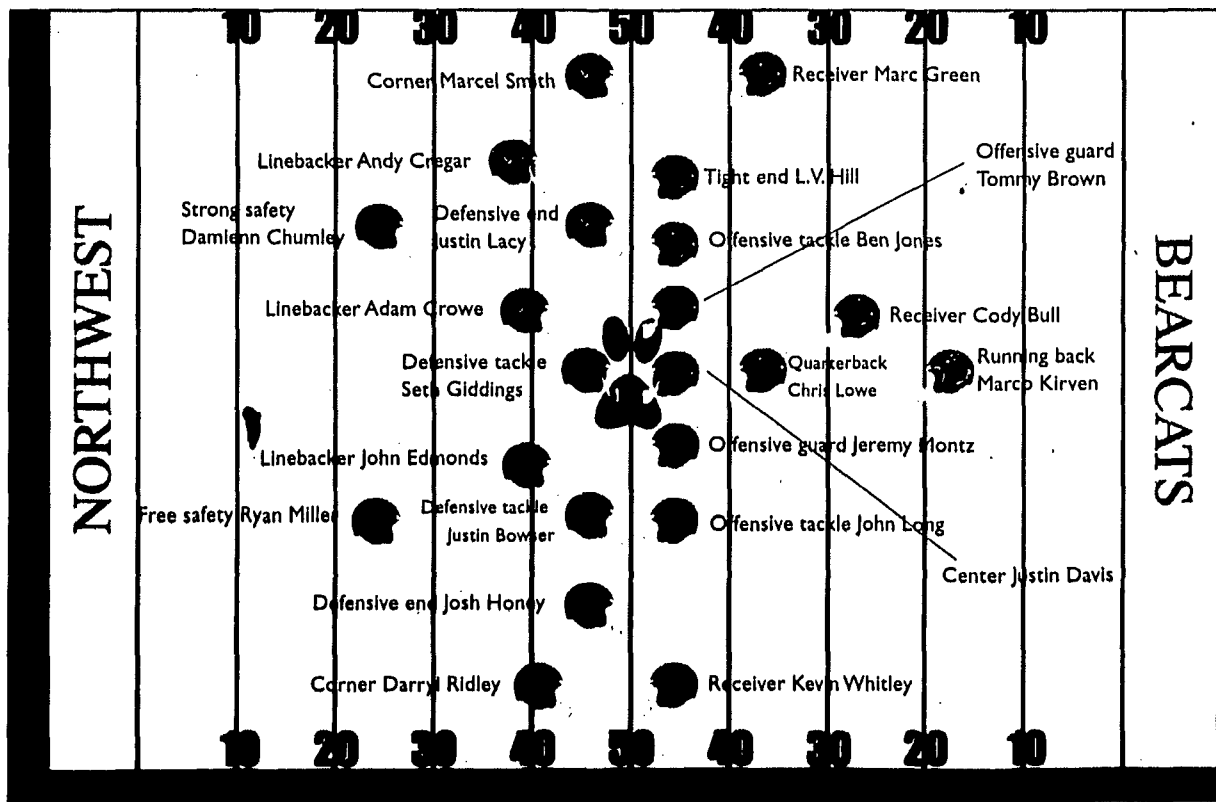 10 20 30 40 50 40 30 20 10
Corner Marcel Smith
Receiver Marc Green
Linebacker Andy Cregar
Tight end L.V. Hill
Offensive guard
Tommy Brown
Strong safety
Damienn Chumley
Defensive end
Justin Lacy
Offensive tackle Ben Jones
Linebacker Adam Crowe
Receiver Cody Bull
Defensive tackle
Seth Giddings
Quarterback
Chris Lowe
Running back
Marco Kirven
NORTHWEST
BEARCATS
Linebacker John Edmonds
Offensive guard Jeremy Montz
Free safety Ryan Miller
Defensive tackle
Justin Bowser
Offensive tackle John Long
Center Justin Davis
Defensive end Josh Honey
Corner Darryl Ridley
Receiver Kevin Whitley
10 20 30 40 50 40 30 20 10